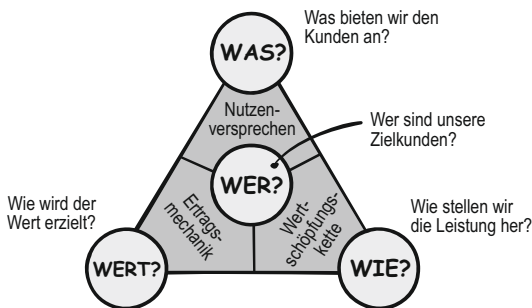 Was bieten wir den
Kunden an?
WAS?
Nutzen-
versprechen
Wer sind unsere
Zielkunden?
WER?
Wie wird der
Wert erzielt?
Ertrags-
mechanik
Wert-
schöpfungs-
kette
Wie stellen wir
die Leistung her?
WERT?
WIE?